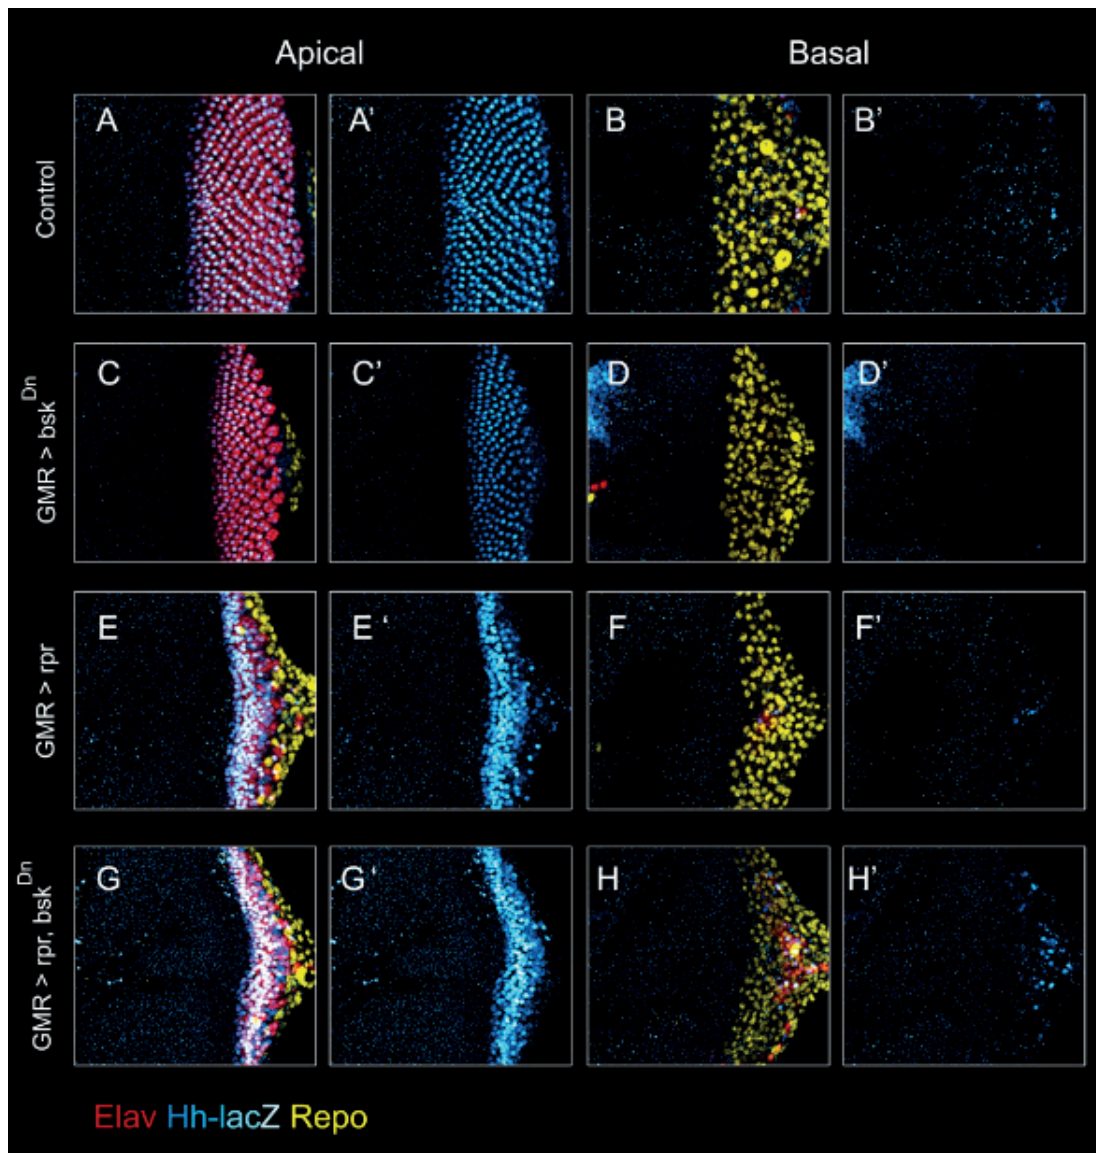 Apical Basal
Control
A A' B B'
GMR > bsk^Dn
C C' D D'
GMR > rpr
E E ‘ F F'
GMR > rpr, bsk^Dn
G G ‘ H H'
Elav Hh-lacZ Repo